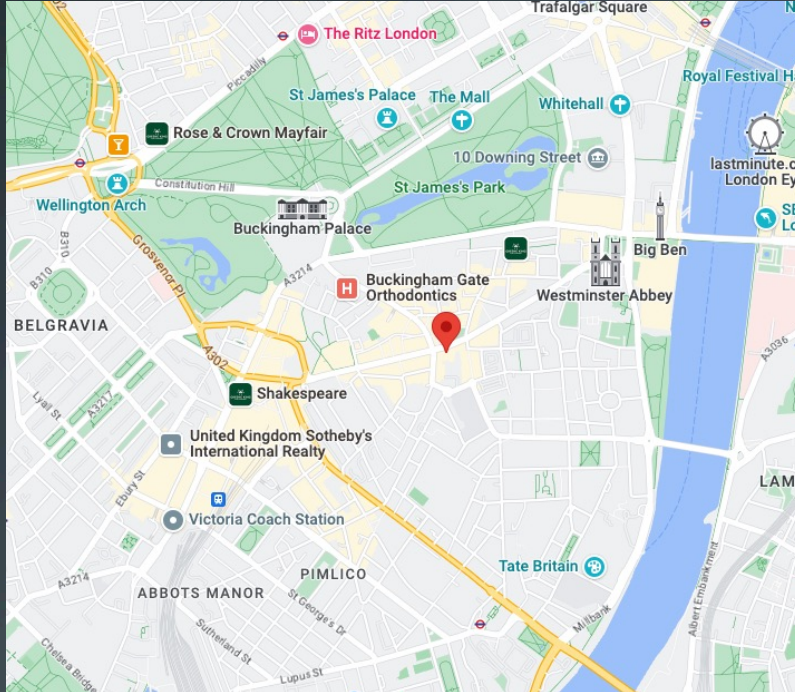 Trafalgar Square
A302
The Ritz London
Piccadilly
Royal Festival Ha
St James's Palace
The Mall
Whitehall
Rose & Crown Mayfair
10 Downing Street
lastminute.c
London Ey
Constitution Hill
St James's Park
Wellington Arch
SE
Lo
Buckingham Palace
B310
Grosvenor Pl
Big Ben
B310
A3214
Buckingham Gate
Orthodontics
Westminster Abbey
H
BELGRAVIA
A3036
A302
Shakespeare
Lyall St
A3217
United Kingdom Sotheby's
International Realty
LAM
Ebury St
Victoria Coach Station
Tate Britain
PIMLICO
A3214
ABBOTS MANOR
St George's Dr
Millbank
Albert Embankment
Sutherland St
Chelsea Bridge
Lupus St